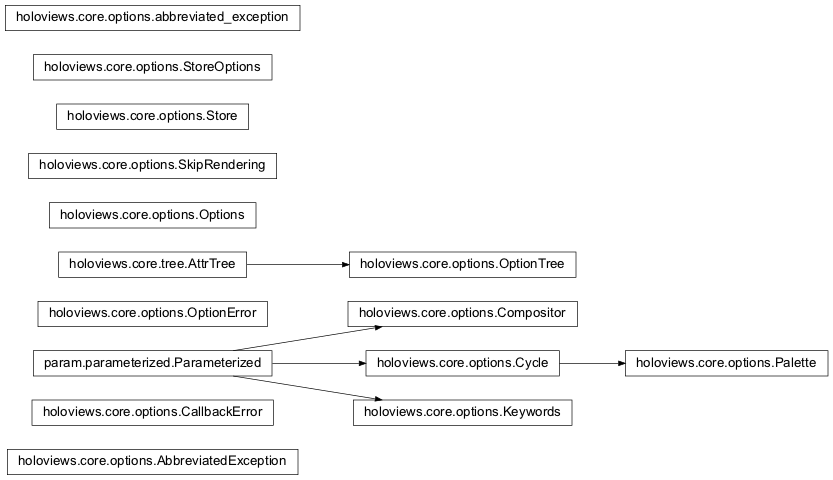 holoviews.core.options.abbreviated_exception
holoviews.core.options.StoreOptions
holoviews.core.options.Store
holoviews.core.options.SkipRendering
holoviews.core.options.Options
holoviews.core.tree.AttrTree
holoviews.core.options.OptionTree
holoviews.core.options.OptionError
holoviews.core.options.Compositor
param.parameterized.Parameterized
holoviews.core.options.Cycle
holoviews.core.options.Palette
holoviews.core.options.CallbackError
holoviews.core.options.Keywords
holoviews.core.options.AbbreviatedException